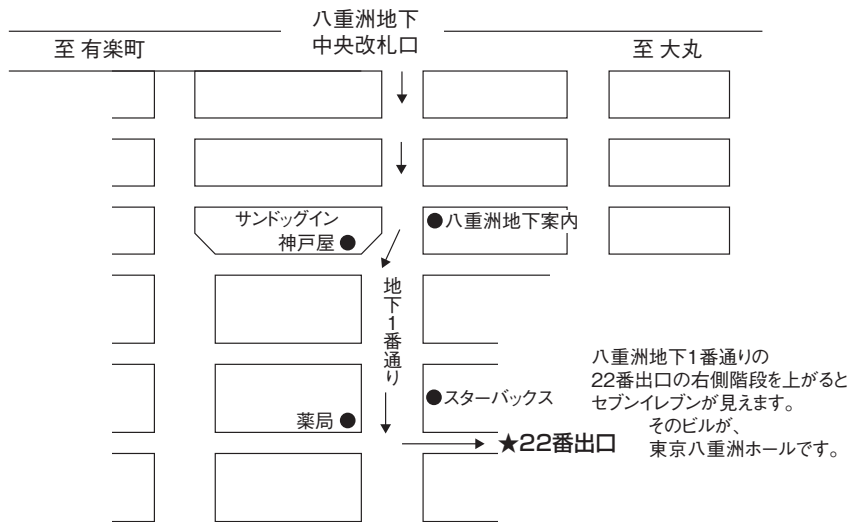 八重洲地下
中央改札口
至 有楽町
至 大丸
サンドッグイン
神戸屋
八重洲地下案内
地下1番通り
スターバックス
薬局
★22番出口
八重洲地下1番通りの
22番出口の右側階段を上がると
セブンイレブンが見えます。
そのビルが、
東京八重洲ホールです。